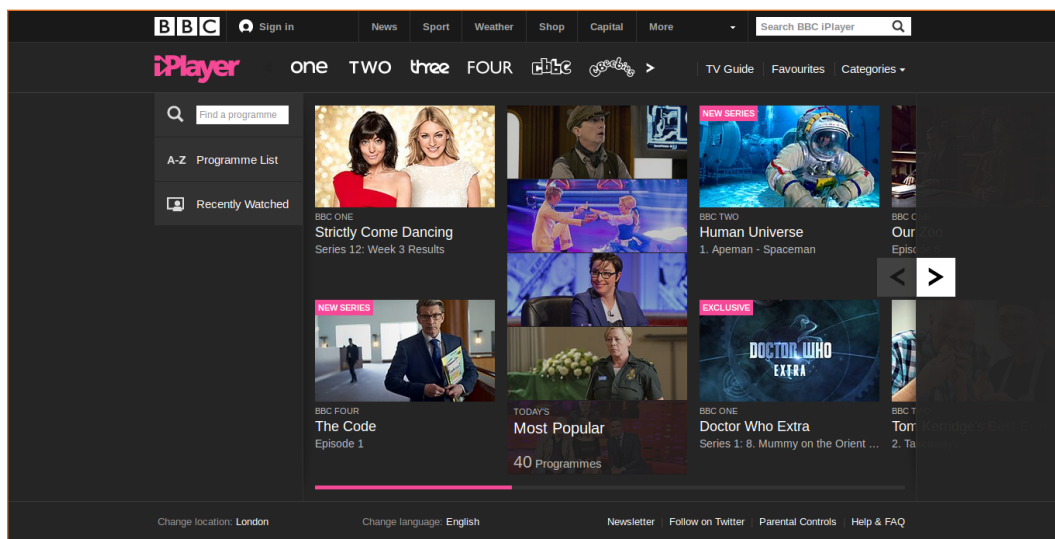 BBC Sign in News Sport Weather Shop Capital More Search BBC iPlayer
iPlayer one TWO three FOUR cbbc cbeebies TV Guide Favourites Categories
Find a programme
A-Z Programme List
Recently Watched
BBC ONE
Strictly Come Dancing
Series 12: Week 3 Results
NEW SERIES
BBC TWO
Human Universe
1. Apeman - Spaceman
Our Zoo
NEW SERIES
BBC FOUR
The Code
Episode 1
TODAY'S
Most Popular
40 Programmes
EXCLUSIVE
DOCTOR WHO
EXTRA
BBC ONE
Doctor Who Extra
Series 1: 8. Mummy on the Orient ...
BBC T
Tom Kerridge's Best
2. Ta
Change location: London Change language: English Newsletter Follow on Twitter Parental Controls Help & FAQ